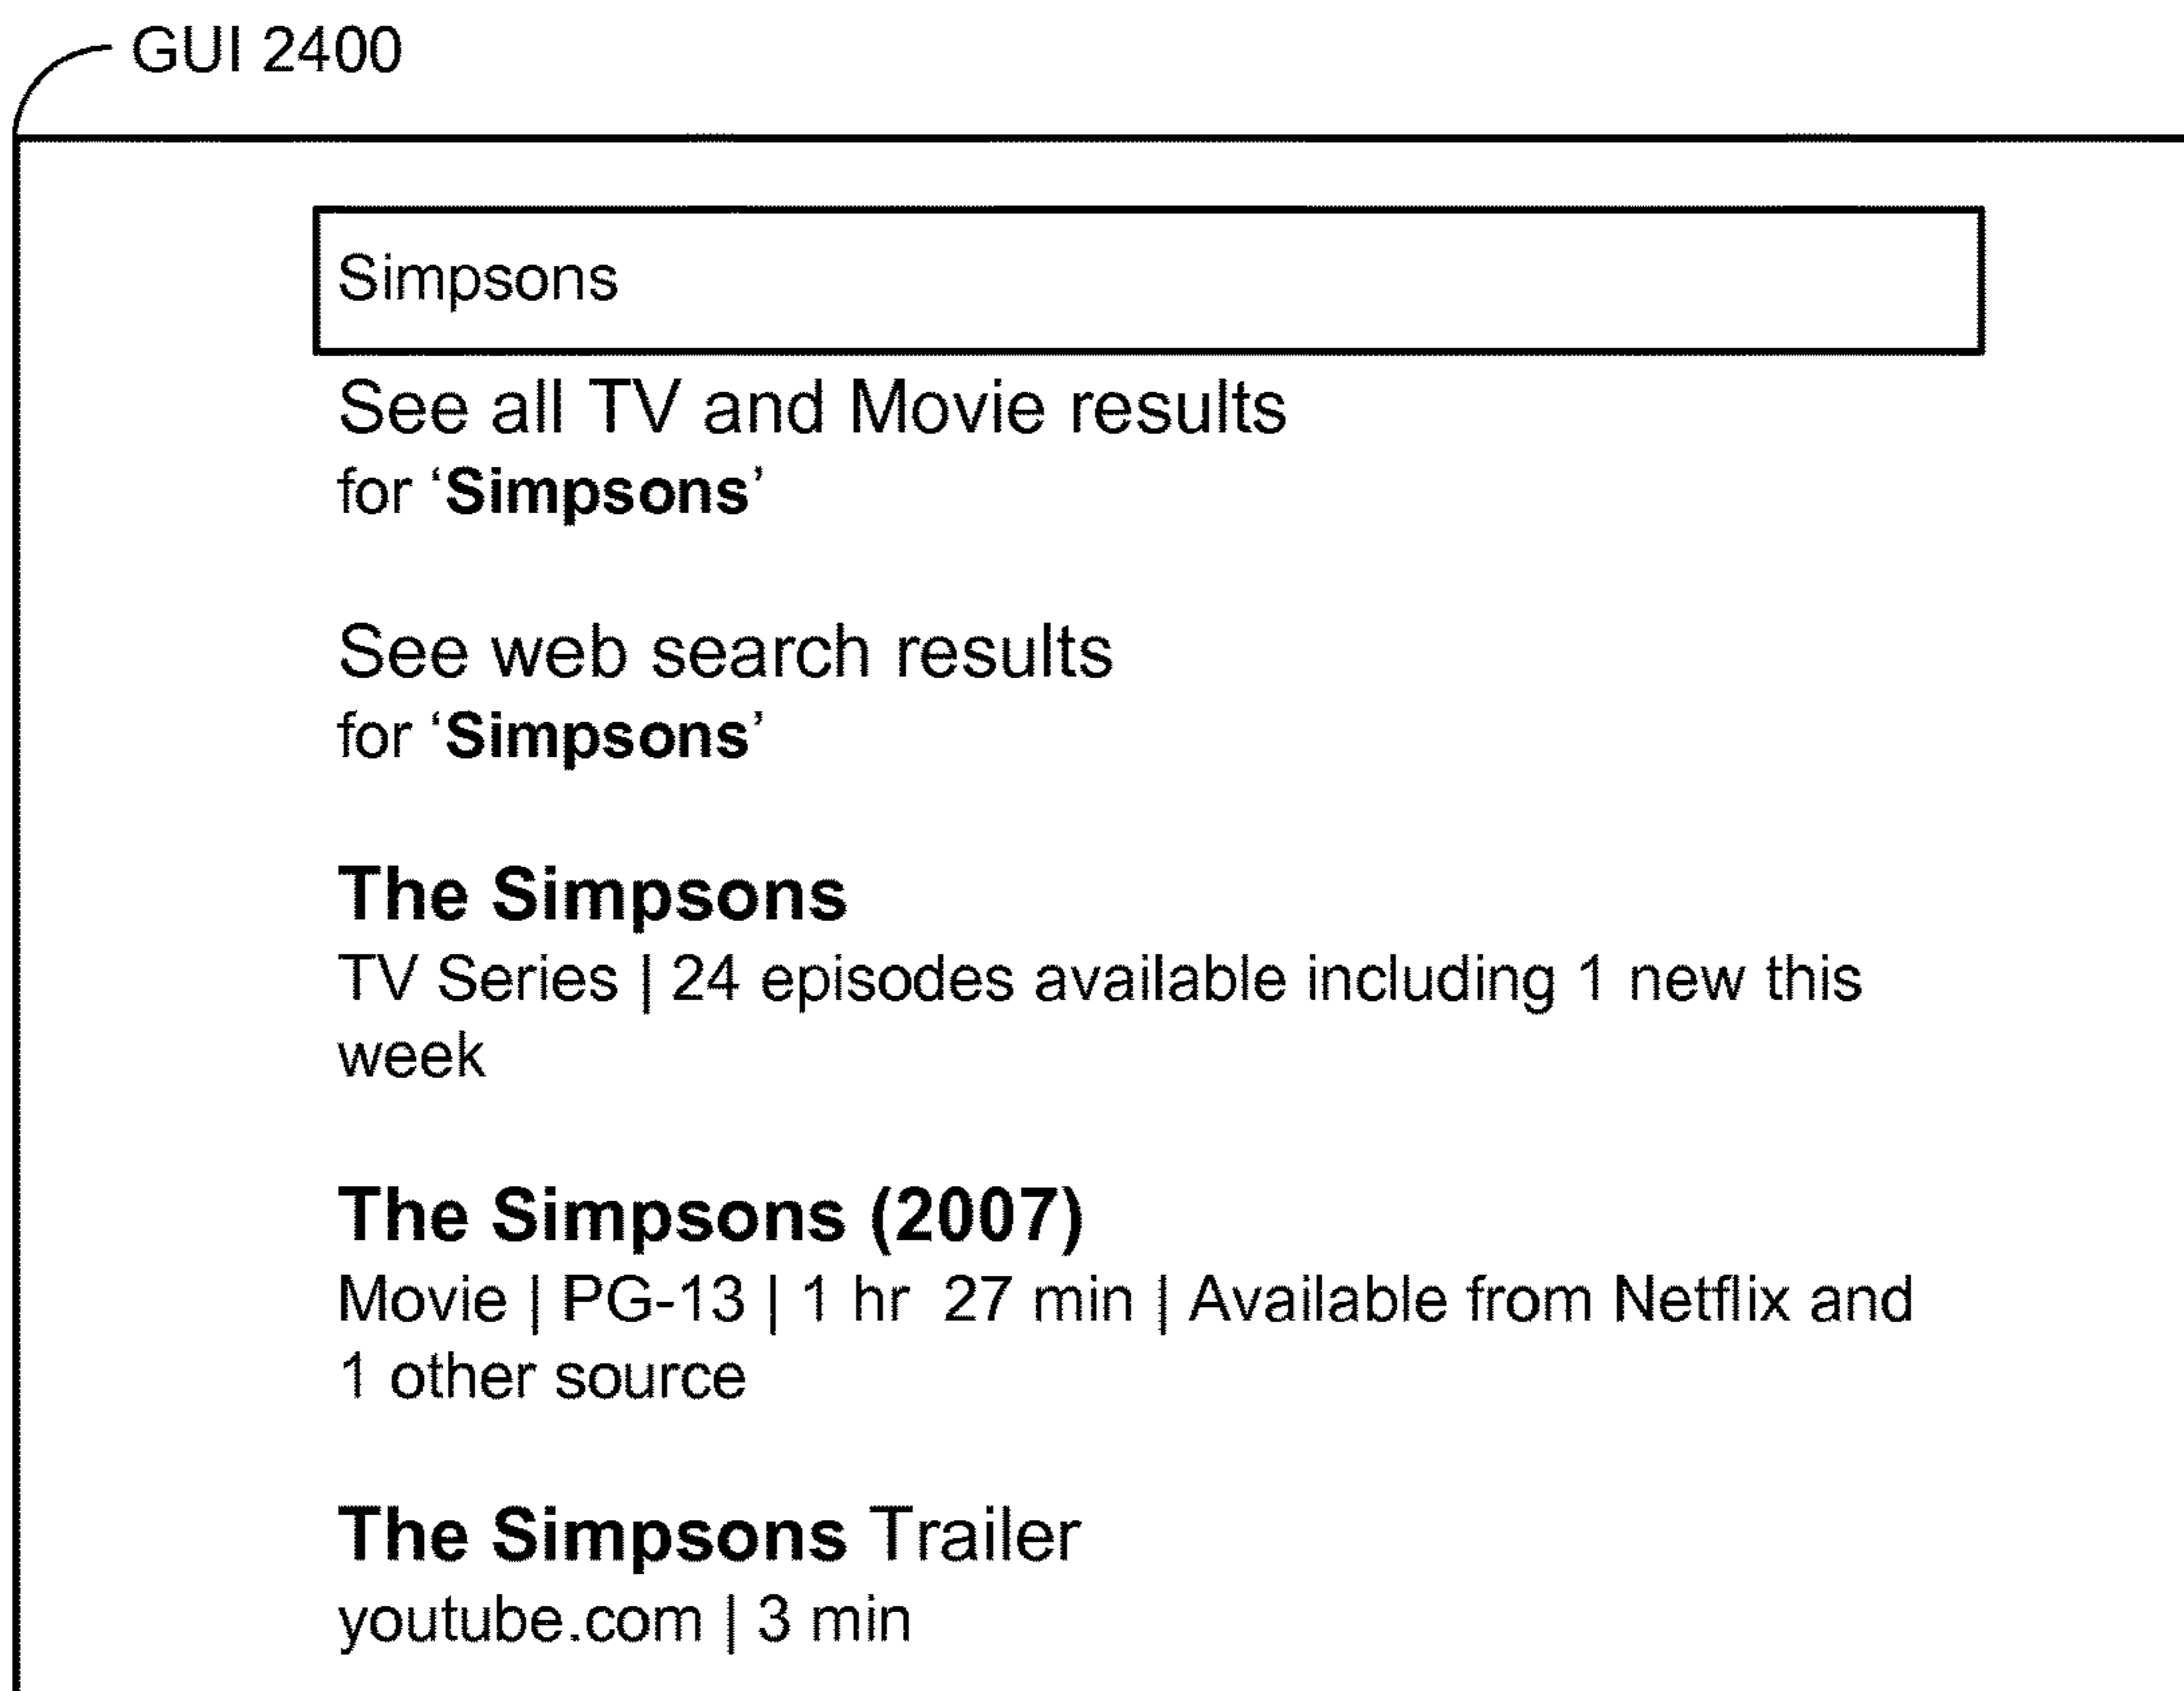 GUI 2400
Simpsons
See all TV and Movie results
for ‘Simpsons’
See web search results
for ‘Simpsons’
The Simpsons
TV Series | 24 episodes available including 1 new this
week
The Simpsons (2007)
Movie | PG-13 | 1 hr  27 min | Available from Netflix and
1 other source
The Simpsons Trailer
youtube.com | 3 min